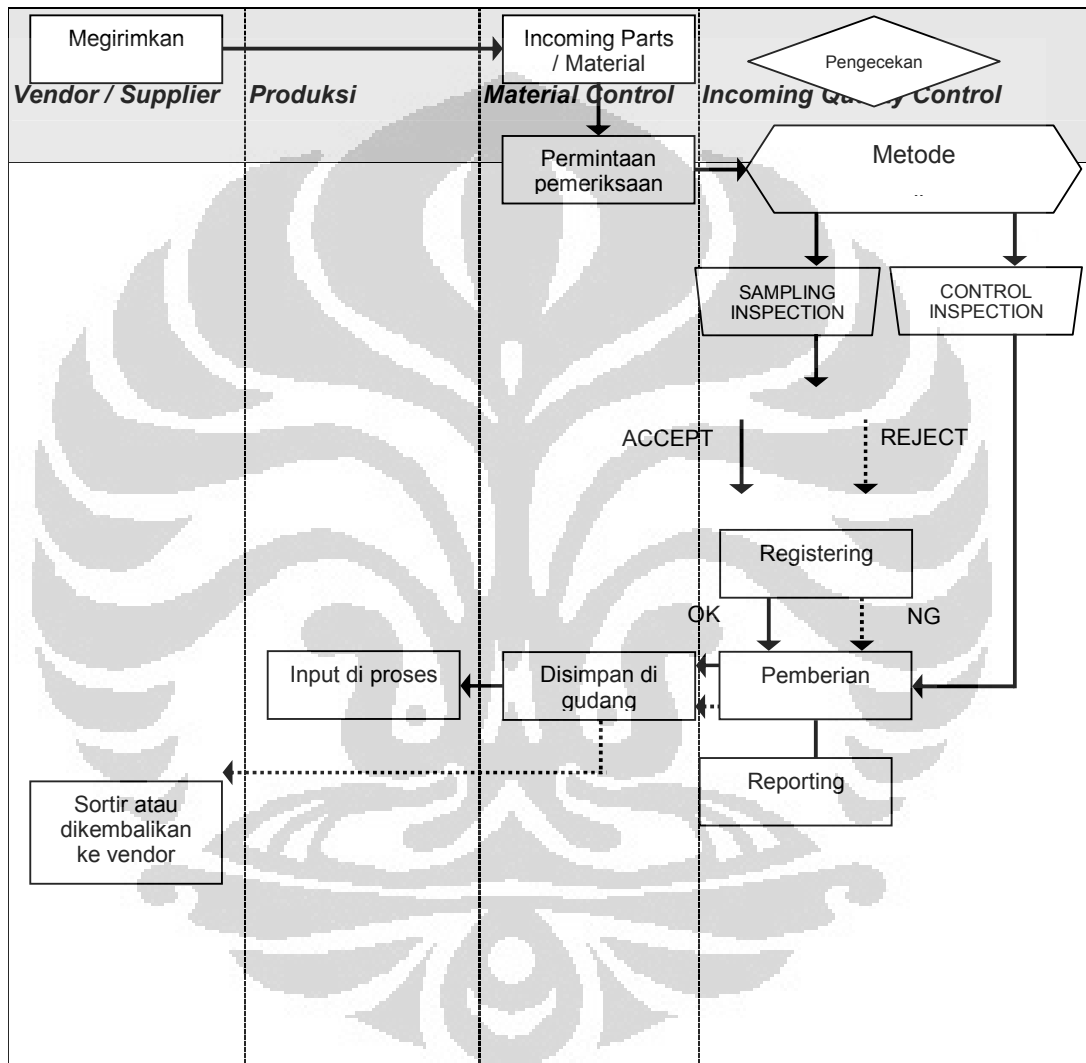 Megirimkan
Incoming Parts
/ Material
Pengecekan
Vendor / Supplier
Produksi
Material Control
Incoming Quality Control
Permintaan
pemeriksaan
Metode
SAMPLING
INSPECTION
CONTROL
INSPECTION
ACCEPT
REJECT
Registering
OK
NG
Input di proses
Disimpan di
gudang
Pemberian
Reporting
Sortir atau
dikembalikan
ke vendor